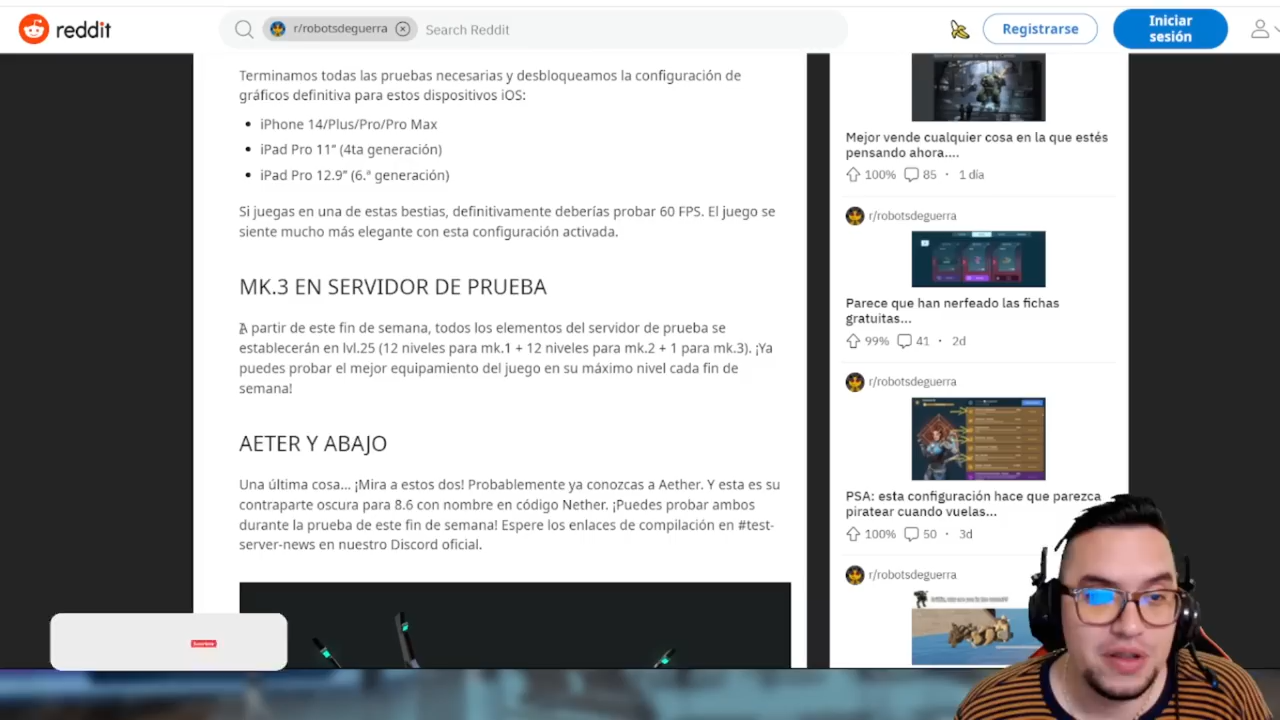 reddit
r/robotsdeguerra
Search Reddit
Registrarse
Iniciar
sesión
Terminamos todas las pruebas necesarias y desbloqueamos la configuración de
gráficos definitiva para estos dispositivos iOS:
• iPhone 14/Plus/Pro/Pro Max
• iPad Pro 11” (4ta generación)
• iPad Pro 12.9” (6.ª generación)
Si juegas en una de estas bestias, definitivamente deberías probar 60 FPS. El juego se
siente mucho más elegante con esta configuración activada.
MK.3 EN SERVIDOR DE PRUEBA
A partir de este fin de semana, todos los elementos del servidor de prueba se
establecerán en lvl.25 (12 niveles para mk.1 + 12 niveles para mk.2 + 1 para mk.3). ¡Ya
puedes probar el mejor equipamiento del juego en su máximo nivel cada fin de
semana!
AETER Y ABAJO
Una última cosa... ¡Mira a estos dos! Probablemente ya conozcas a Aether. Y esta es su
contraparte oscura para 8.6 con nombre en código Nether. ¡Puedes probar ambos
durante la prueba de este fin de semana! Espere los enlaces de compilación en #test-
server-news en nuestro Discord oficial.
Mejor vende cualquier cosa en la que estés
pensando ahora....
100% 85 · 1 día
r/robotsdeguerra
Parece que han nerfeado las fichas
gratuitas...
99% 41 · 2d
r/robotsdeguerra
PSA: esta configuración hace que parezca
piratear cuando vuelas...
100% 50 · 3d
r/robotsdeguerra